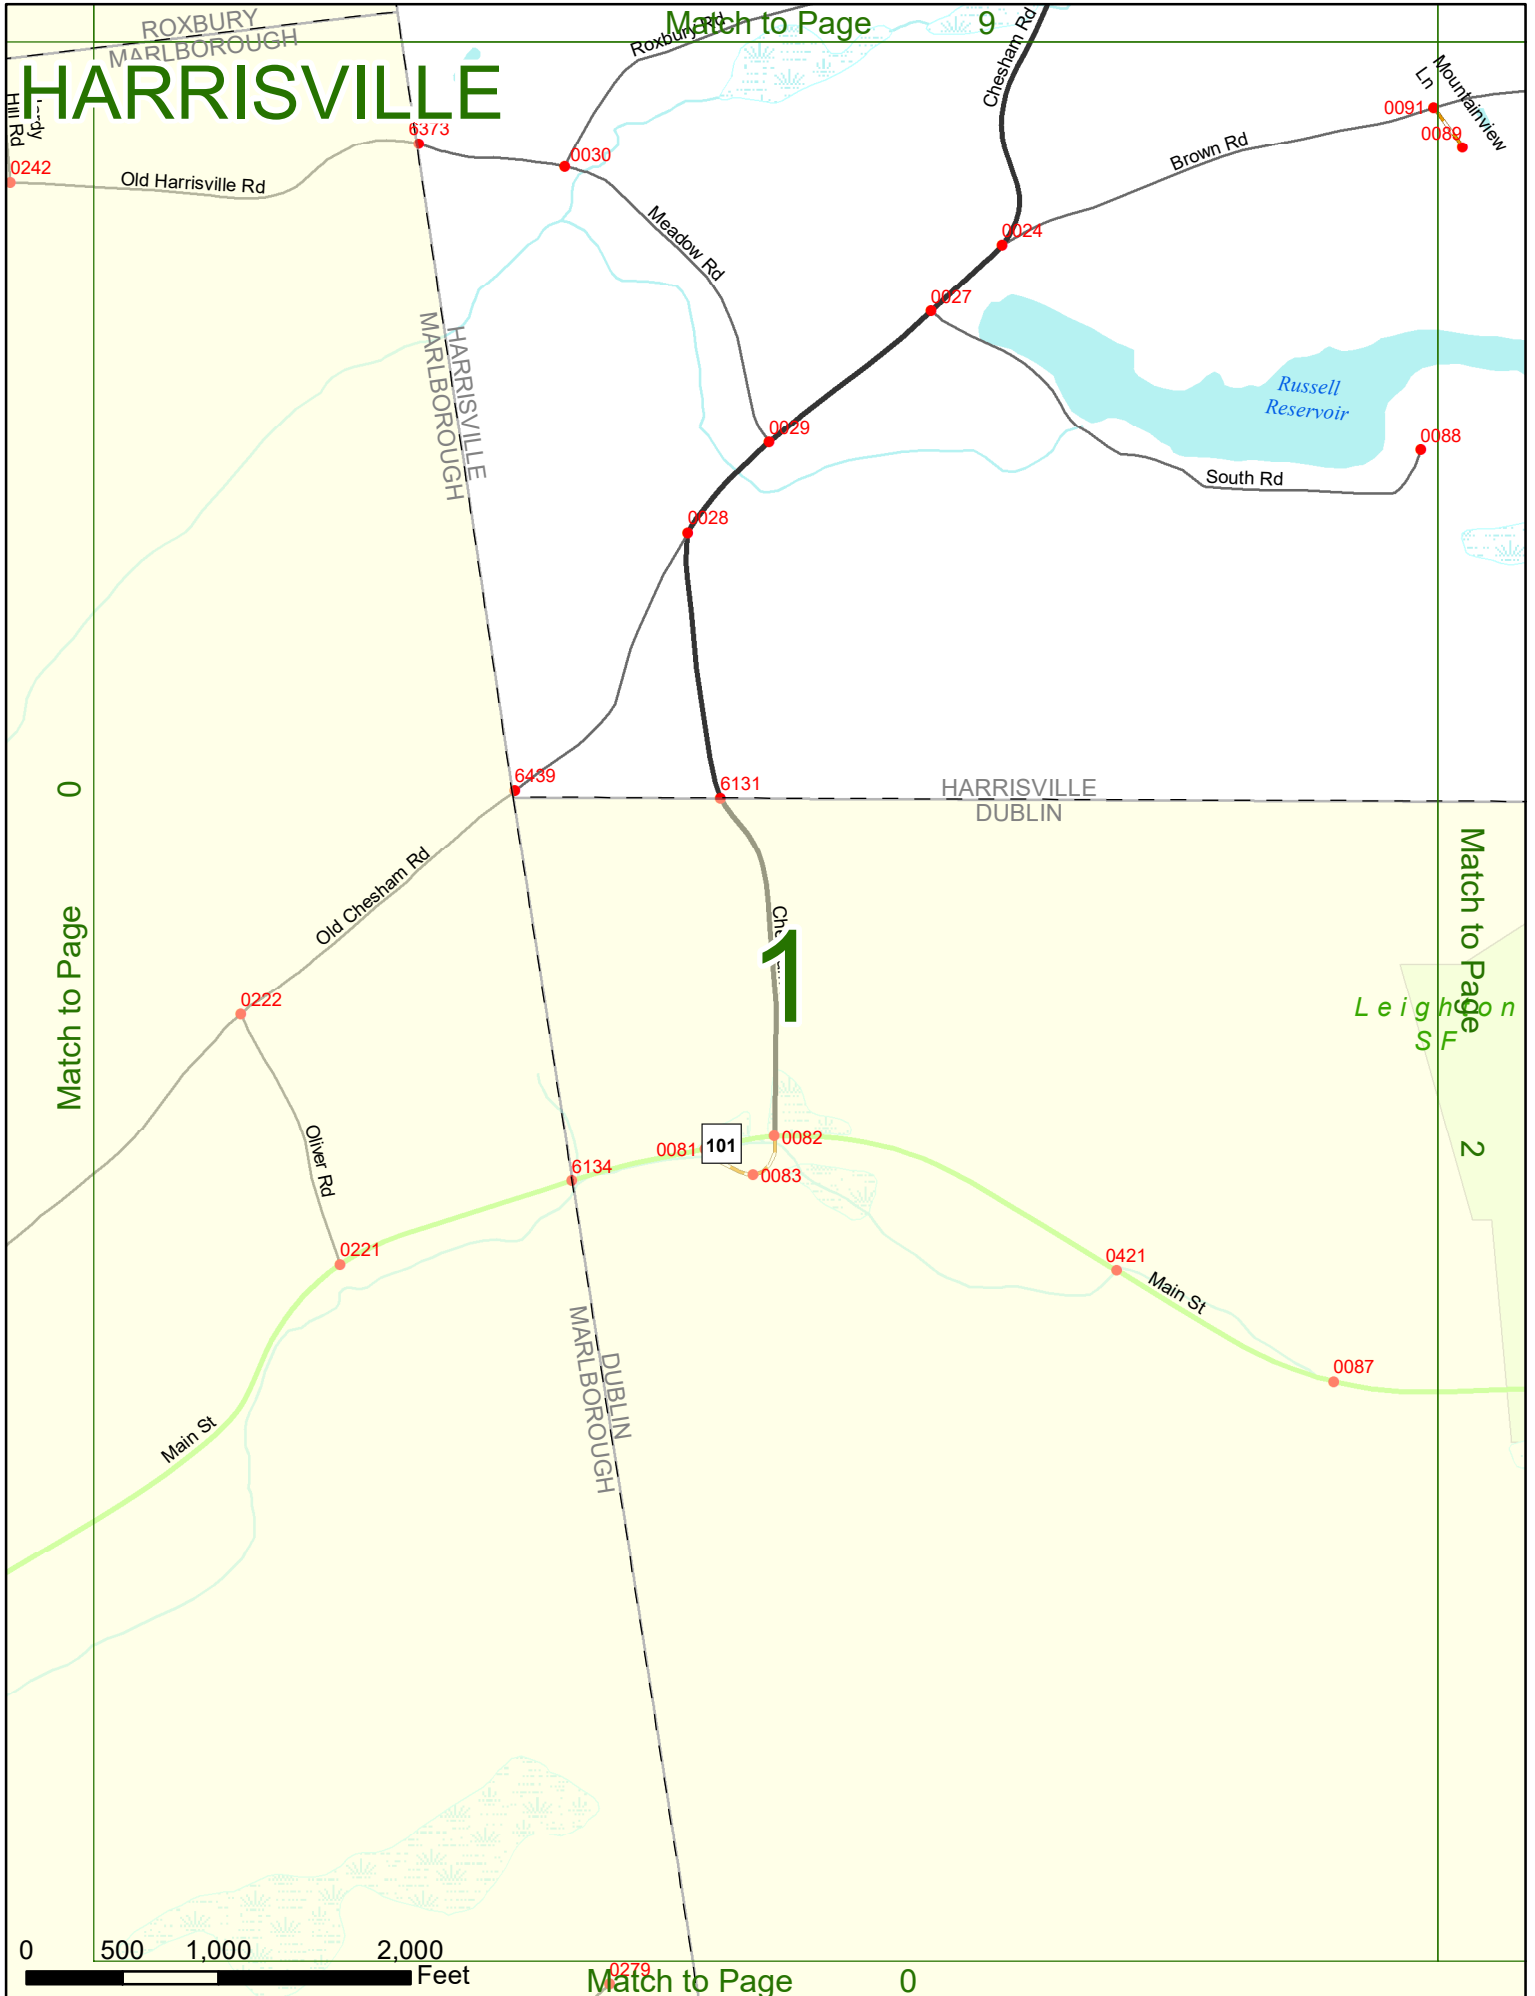 ROXBURY
MARLBOROUGH
Match to Page 9
HARRISVILLE
Roxbury Rd
Chesham Rd
Mountainview
Ln
Hill Rd
0091
0089
6373
0030
0242
Old Harrisville Rd
Brown Rd
Meadow Rd
0024
0027
HARRISVILLE
MARLBOROUGH
Russell
Reservoir
0029
0088
South Rd
0028
6439
6131
HARRISVILLE
DUBLIN
Match to Page 0
Match to Page 2
Old Chesham Rd
1
0222
Leighton
SF
Oliver Rd
0081
101
0082
0083
6134
0221
0421
Main St
0087
DUBLIN
MARLBOROUGH
Main St
0 500 1,000 2,000
Feet
0279
Match to Page 0